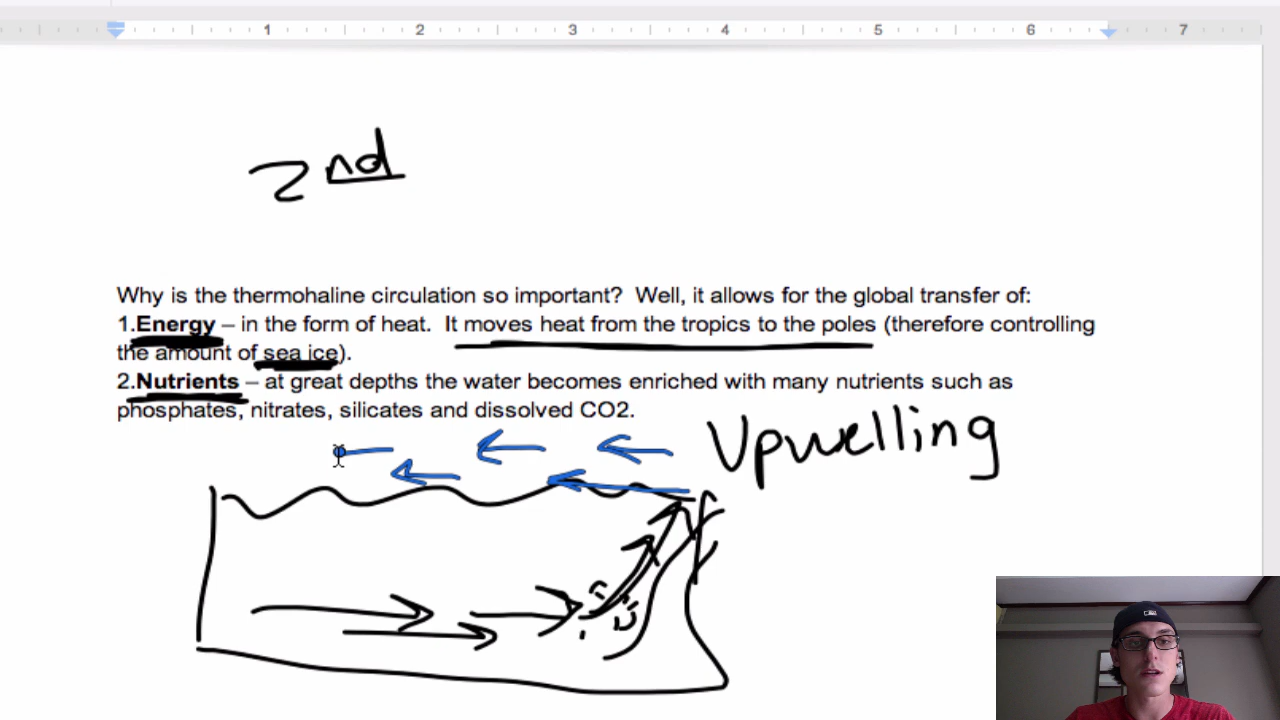 1 2 3 4 5 6 7
2nd
Why is the thermohaline circulation so important? Well, it allows for the global transfer of:
1.Energy – in the form of heat. It moves heat from the tropics to the poles (therefore controlling
the amount of sea ice).
2.Nutrients – at great depths the water becomes enriched with many nutrients such as
phosphates, nitrates, silicates and dissolved CO2.
Upwelling